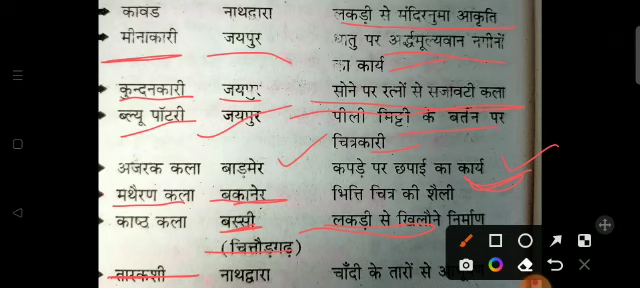 कावड नाथद्वारा लकड़ी से मंदिरनुमा आकृति
मीनाकारी जयपुर धातु पर अर्द्धमूल्यवान नगीनों
का कार्य
कुन्दनकारी जयपुर सोने पर रत्नों से सजावटी कला
ब्ल्यू पॉटरी जयपुर पीली मिट्टी के बर्तन पर
चित्रकारी
अजरक कला बाड़मेर कपड़े पर छपाई का कार्य
मथैरण कला बकानेर भित्ति चित्र की शैली
काष्ठ कला बस्सी लकड़ी से खिलौने निर्माण
(चित्तौड़गढ़)
तारकशी नाथद्वारा चाँदी के तारों से